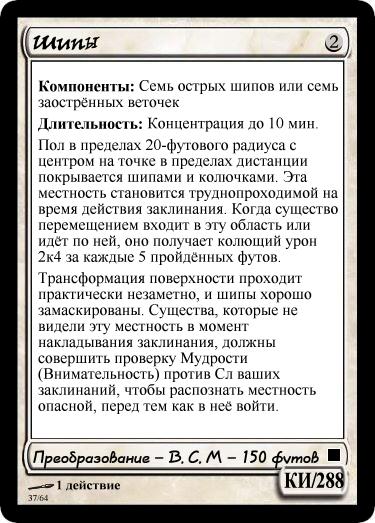 Шипы
2
Компоненты: Семь острых шипов или семь
заострённых веточек
Длительность: Концентрация до 10 мин.
Пол в пределах 20-футового радиуса с
центром на точке в пределах дистанции
покрывается шипами и колючками. Эта
местность становится труднопроходимой на
время действия заклинания. Когда существо
перемещением входит в эту область или
идёт по ней, оно получает колющий урон
2к4 за каждые 5 пройдённых футов.
Трансформация поверхности проходит
практически незаметно, и шипы хорошо
замаскированы. Существа, которые не
видели эту местность в момент
накладывания заклинания, должны
совершить проверку Мудрости
(Внимательность) против Сл ваших
заклинаний, чтобы распознать местность
опасной, перед тем как в неё войти.
Преобразование – В, С, М – 150 футов
КИ/288
1 действие
37/64